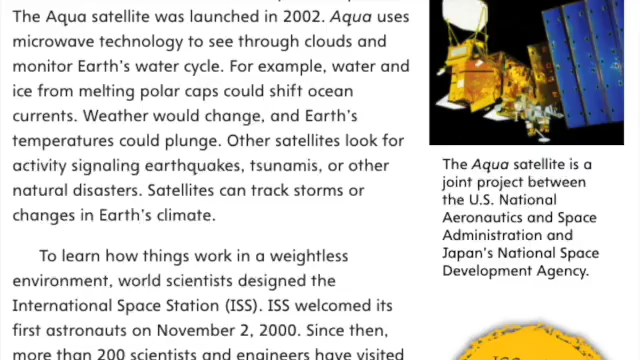 The Aqua satellite was launched in 2002. Aqua uses
microwave technology to see through clouds and
monitor Earth's water cycle. For example, water and
ice from melting polar caps could shift ocean
currents. Weather would change, and Earth's
temperatures could plunge. Other satellites look for
activity signaling earthquakes, tsunamis, or other
natural disasters. Satellites can track storms or
changes in Earth's climate.
To learn how things work in a weightless
environment, world scientists designed the
International Space Station (ISS). ISS welcomed its
first astronauts on November 2, 2000. Since then,
more than 200 scientists and engineers have visited
The Aqua satellite is a
joint project between
the U.S. National
Aeronautics and Space
Administration and
Japan's National Space
Development Agency.